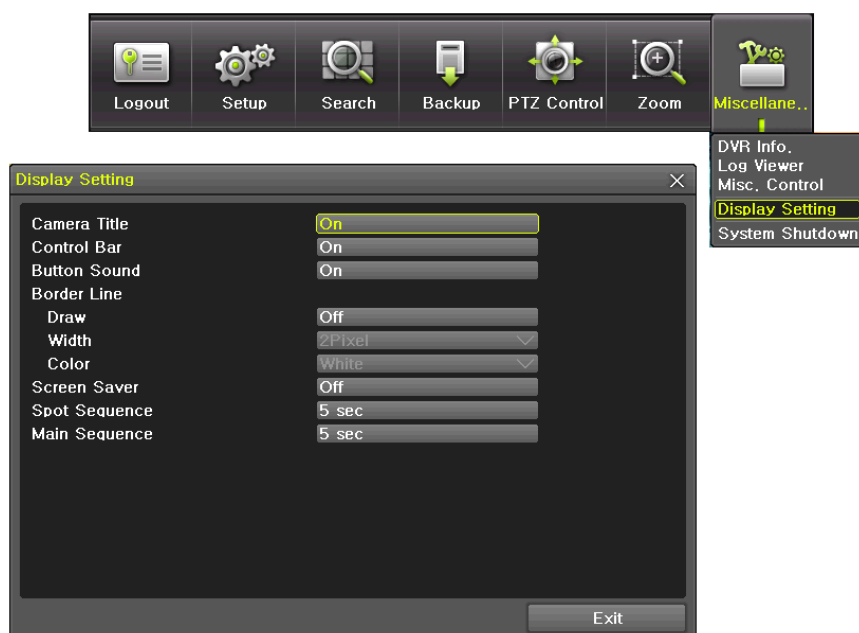 Logout Setup Search Backup PTZ Control Zoom Miscellane..
DVR Info.
Log Viewer
Misc. Control
Display Setting
System Shutdown
Display Setting
Camera Title On
Control Bar On
Button Sound On
Border Line
Draw Off
Width 2Pixel
Color White
Screen Saver Off
Spot Sequence 5 sec
Main Sequence 5 sec
Exit